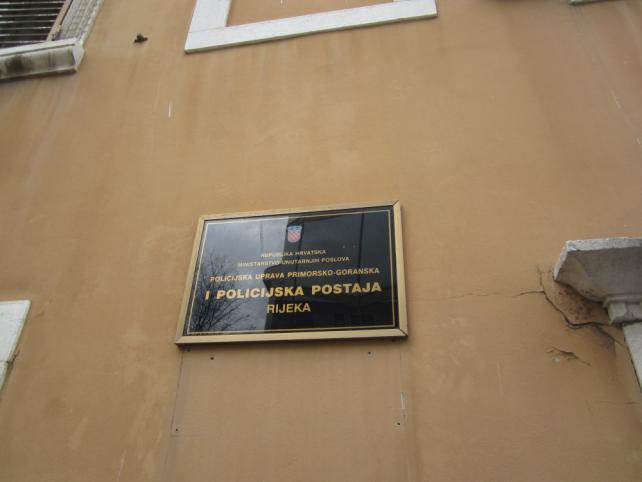 REPUBLIKA HRVATSKA
MINISTARSTVO UNUTARNJIH POSLOVA
POLICIJSKA UPRAVA PRIMORSKO-GORANSKA
I POLICIJSKA POSTAJA
RIJEKA